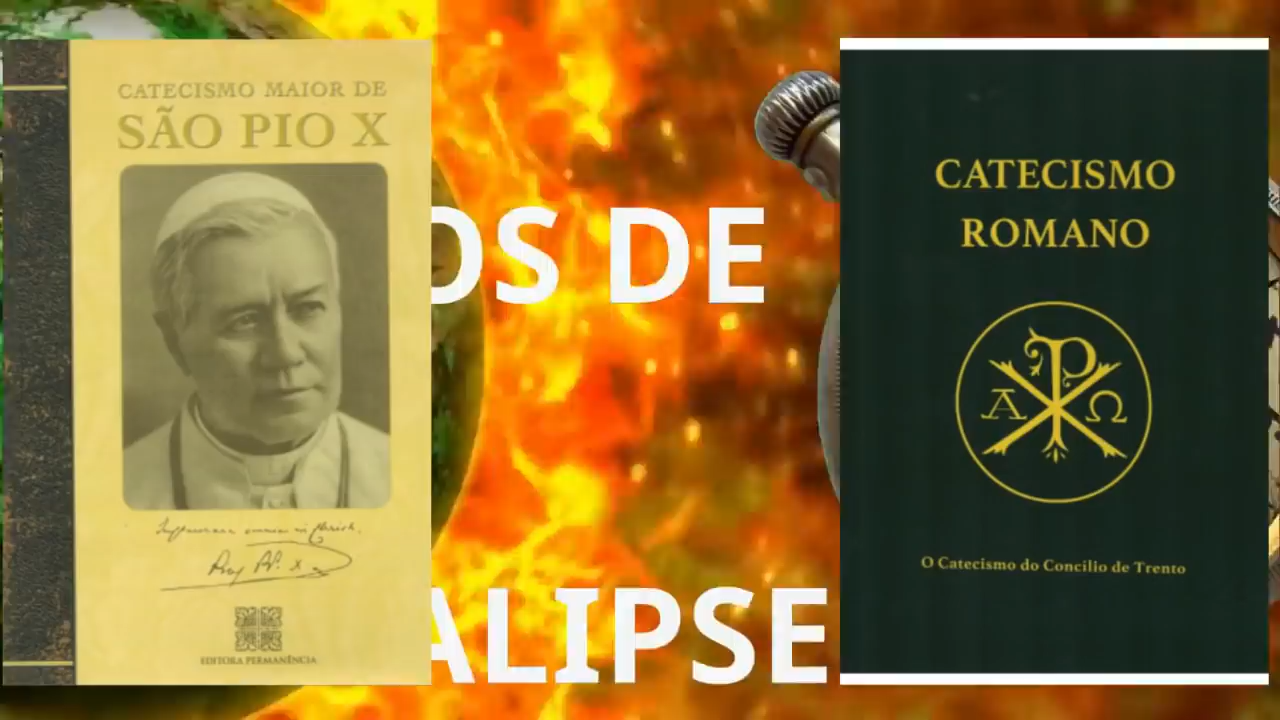 CATECISMO MAIOR DE
SÃO PIO X
EDITORA PERMANÊNCIA
OS DE
ALIPSE
CATECISMO
ROMANO
Α Ω
O Catecismo do Concílio de Trento